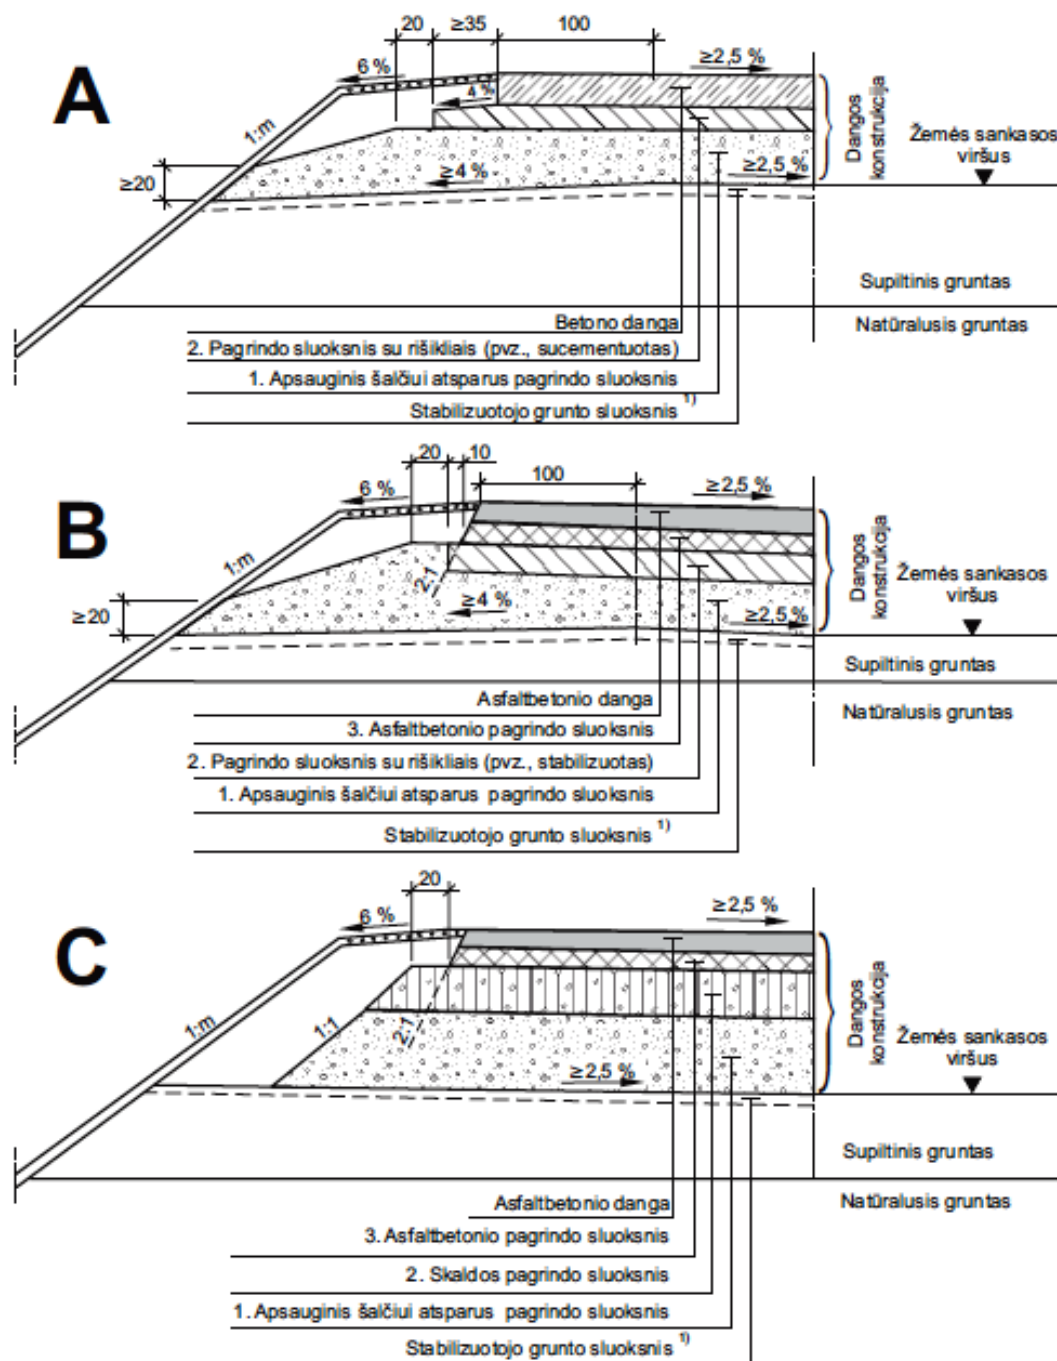 20 ≥35 100
6 % ≥2,5 %
A
4 %
1:m
Dangos konstrukcija
Žemės sankasos
viršus
≥20
≥4 % ≥2,5 %
Supiltinis gruntas
Betono danga
Natūralusis gruntas
2. Pagrindo sluoksnis su rišikliais (pvz., sucementuotas)
1. Apsauginis šalčiui atsparus pagrindo sluoksnis
Stabilizuotojo grunto sluoksnis 1)
20 10
100
6 % ≥2,5 %
B
1:m
2:1
Dangos konstrukcija
Žemės sankasos
viršus
≥20
≥4 % ≥2,5 %
Supiltinis gruntas
Asfaltbetonio danga
Natūralusis gruntas
3. Asfaltbetonio pagrindo sluoksnis
2. Pagrindo sluoksnis su rišikliais (pvz., stabilizuotas)
1. Apsauginis šalčiui atsparus pagrindo sluoksnis
Stabilizuotojo grunto sluoksnis 1)
20
6 % ≥2,5 %
C
1:m
1:1
2:1
Dangos konstrukcija
Žemės sankasos
viršus
≥2,5 %
Supiltinis gruntas
Asfaltbetonio danga
Natūralusis gruntas
3. Asfaltbetonio pagrindo sluoksnis
2. Skaldos pagrindo sluoksnis
1. Apsauginis šalčiui atsparus pagrindo sluoksnis
Stabilizuotojo grunto sluoksnis 1)